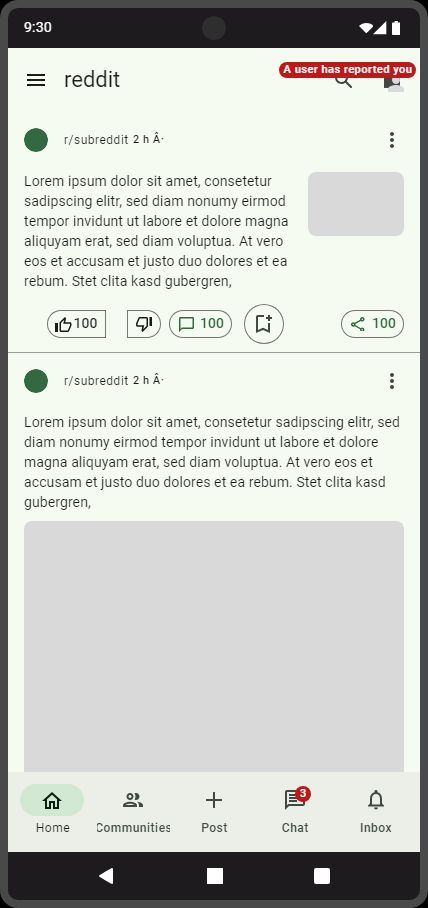 9:30
A user has reported you
reddit
r/subreddit 2 h Â·
Lorem ipsum dolor sit amet, consetetur
sadipscing elitr, sed diam nonumy eirmod
tempor invidunt ut labore et dolore magna
aliquyam erat, sed diam voluptua. At vero
eos et accusam et justo duo dolores et ea
rebum. Stet clita kasd gubergren,
100 100 100
r/subreddit 2 h Â·
Lorem ipsum dolor sit amet, consetetur sadipscing elitr, sed
diam nonumy eirmod tempor invidunt ut labore et dolore
magna aliquyam erat, sed diam voluptua. At vero eos et
accusam et justo duo dolores et ea rebum. Stet clita kasd
gubergren,
3
Home Communities Post Chat Inbox